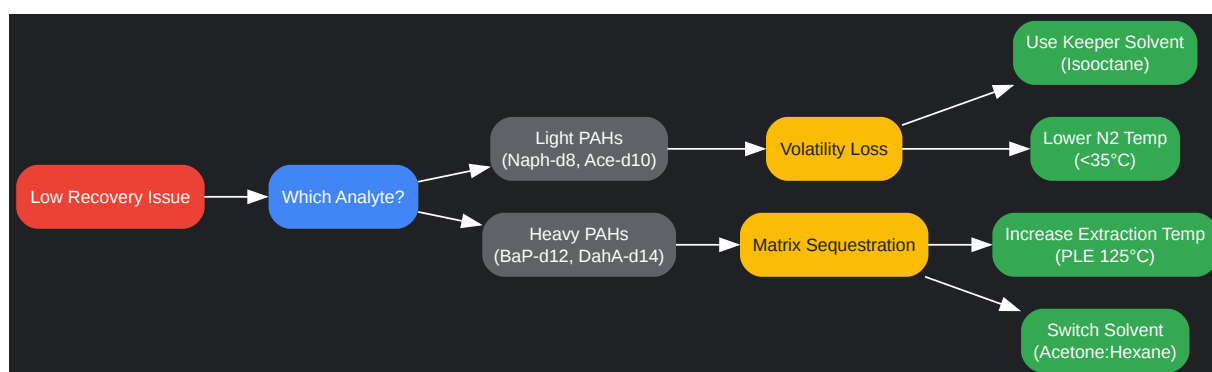 Low Recovery Issue
Which Analyte?
Light PAHs
(Naph-d8, Ace-d10)
Heavy PAHs
(BaP-d12, DahA-d14)
Volatility Loss
Matrix Sequestration
Use Keeper Solvent
(Isooctane)
Lower N2 Temp
(<35°C)
Increase Extraction Temp
(PLE 125°C)
Switch Solvent
(Acetone:Hexane)